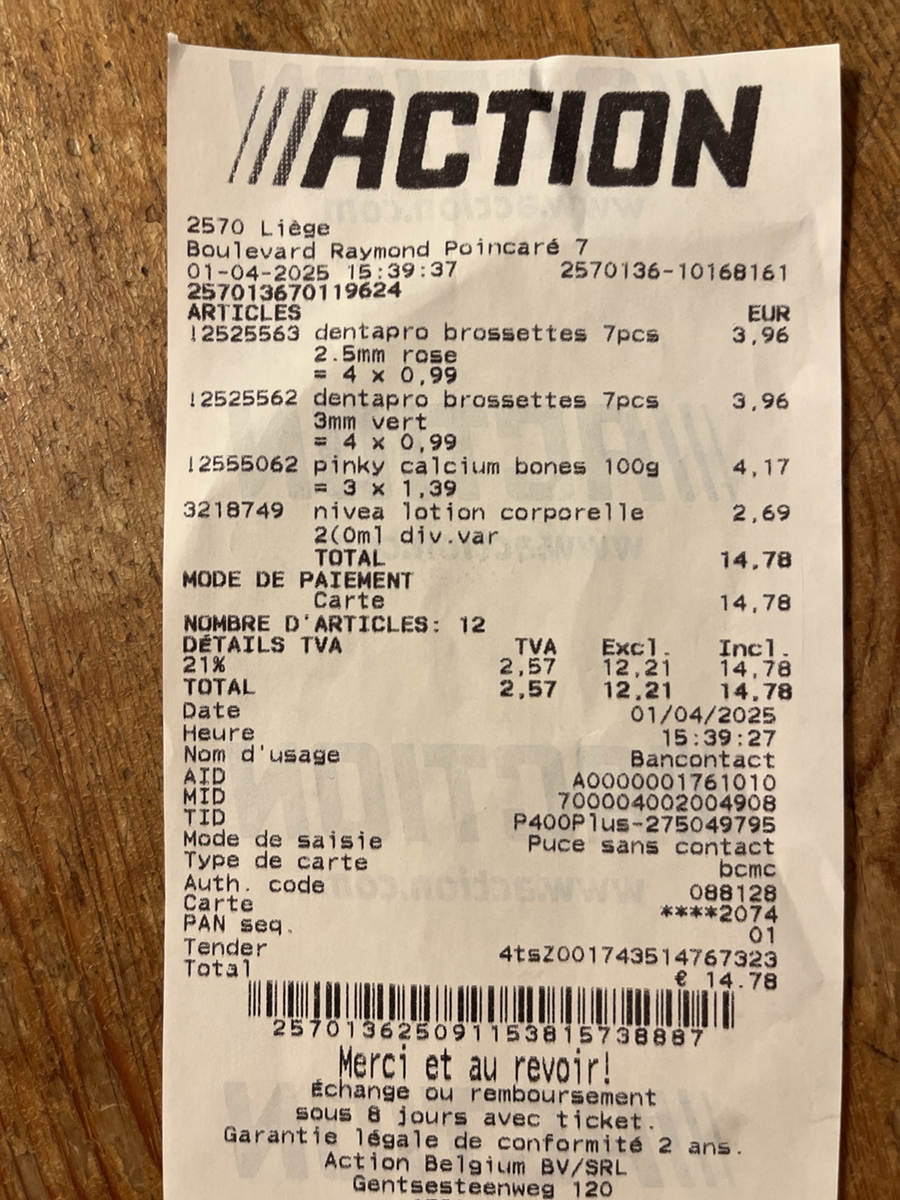 ACTION
2570 Liège
Boulevard Raymond Poincaré 7
01-04-2025 15:39:37 2570136-10168161
257013670119624
ARTICLES EUR
12525563 dentapro brossettes 7pcs 3,96
2.5mm rose
= 4 x 0,99
12525562 dentapro brossettes 7pcs 3,96
3mm vert
= 4 x 0,99
12555062 pinky calcium bones 100g 4,17
= 3 x 1,39
3218749 nivea lotion corporelle 2,69
2(0ml div.var
TOTAL 14,78
MODE DE PAIEMENT
Carte 14,78
NOMBRE D'ARTICLES: 12
DÉTAILS TVA TVA Excl. Incl.
21% 2,57 12,21 14,78
TOTAL 2,57 12,21 14,78
Date 01/04/2025
Heure 15:39:27
Nom d'usage Bancontact
AID A0000001761010
MID 700004002004908
TID P400Plus-275049795
Mode de saisie Puce sans contact
Type de carte bcmc
Auth. code 088128
Carte ****2074
PAN seq. 01
Tender 4tsZ001743514767323
Total € 14.78
257013625091153815738887
Merci et au revoir!
Échange ou remboursement
sous 8 jours avec ticket.
Garantie légale de conformité 2 ans.
Action Belgium BV/SRL
Gentsesteenweg 120